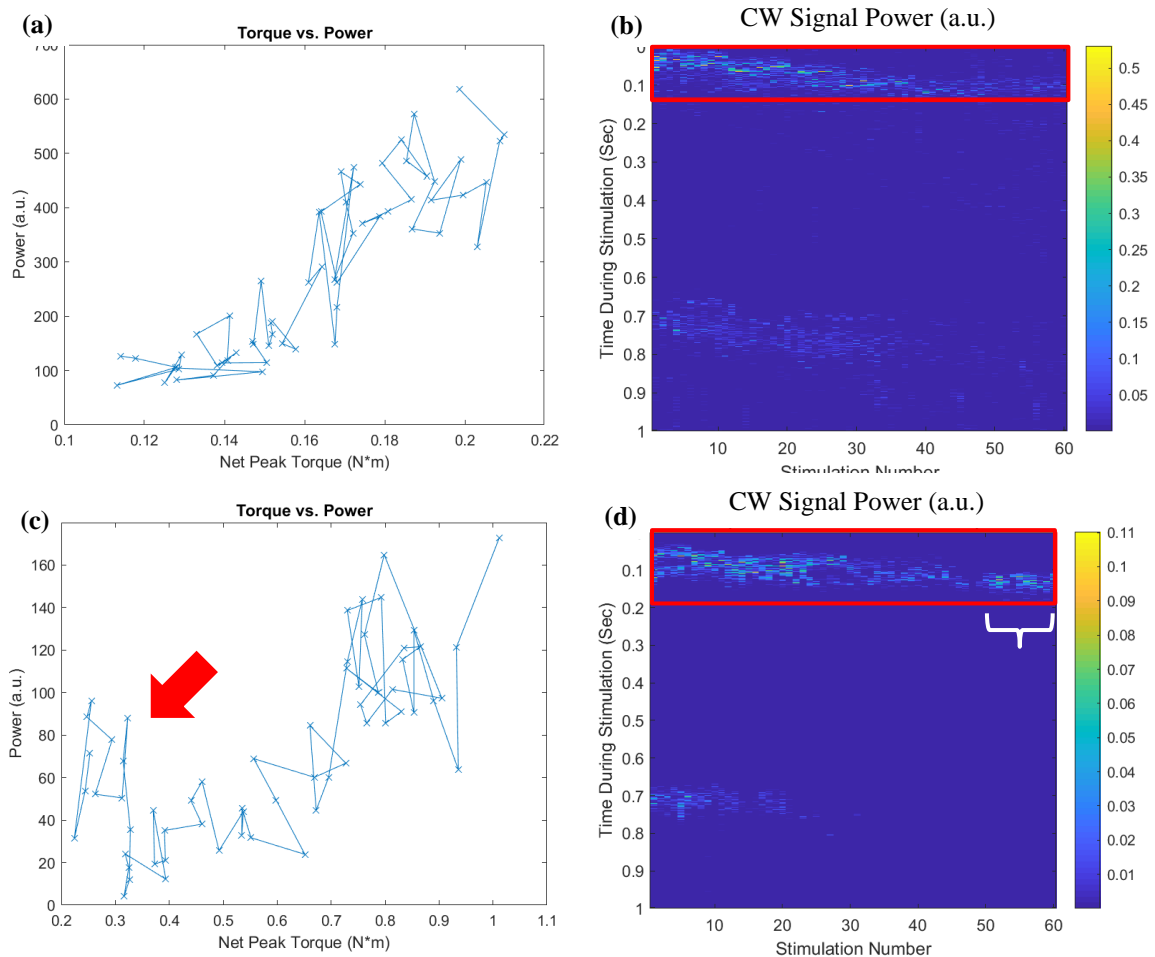 (a)
Torque vs. Power
700
600
500
400
300
200
100
0
Power (a.u.)
0.1 0.12 0.14 0.16 0.18 0.2 0.22
Net Peak Torque (N*m)
(b)
CW Signal Power (a.u.)
0
0.1
0.2
0.3
0.4
0.5
0.6
0.7
0.8
0.9
1
Time During Stimulation (Sec)
10 20 30 40 50 60
Stimulation Number
0.5
0.45
0.4
0.35
0.3
0.25
0.2
0.15
0.1
0.05
(c)
Torque vs. Power
160
140
120
100
80
60
40
20
0
Power (a.u.)
0.2 0.3 0.4 0.5 0.6 0.7 0.8 0.9 1 1.1
Net Peak Torque (N*m)
(d)
CW Signal Power (a.u.)
0.1
0.2
0.3
0.4
0.5
0.6
0.7
0.8
0.9
1
Time During Stimulation (Sec)
10 20 30 40 50 60
Stimulation Number
0.11
0.1
0.09
0.08
0.07
0.06
0.05
0.04
0.03
0.02
0.01